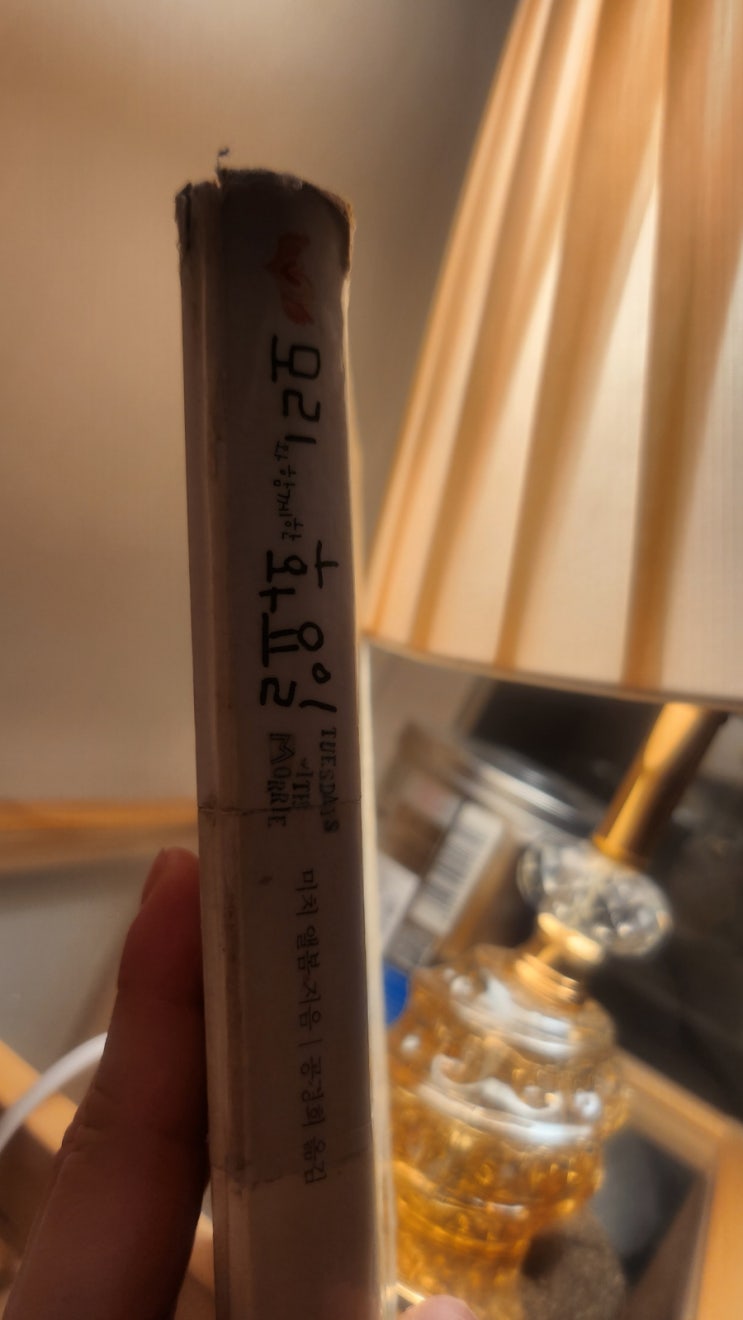 모리
와 함께 한
화요일
TUESDAYS
WITH
MORRIE
미치 앨봄 지음 | 공경희 옮김